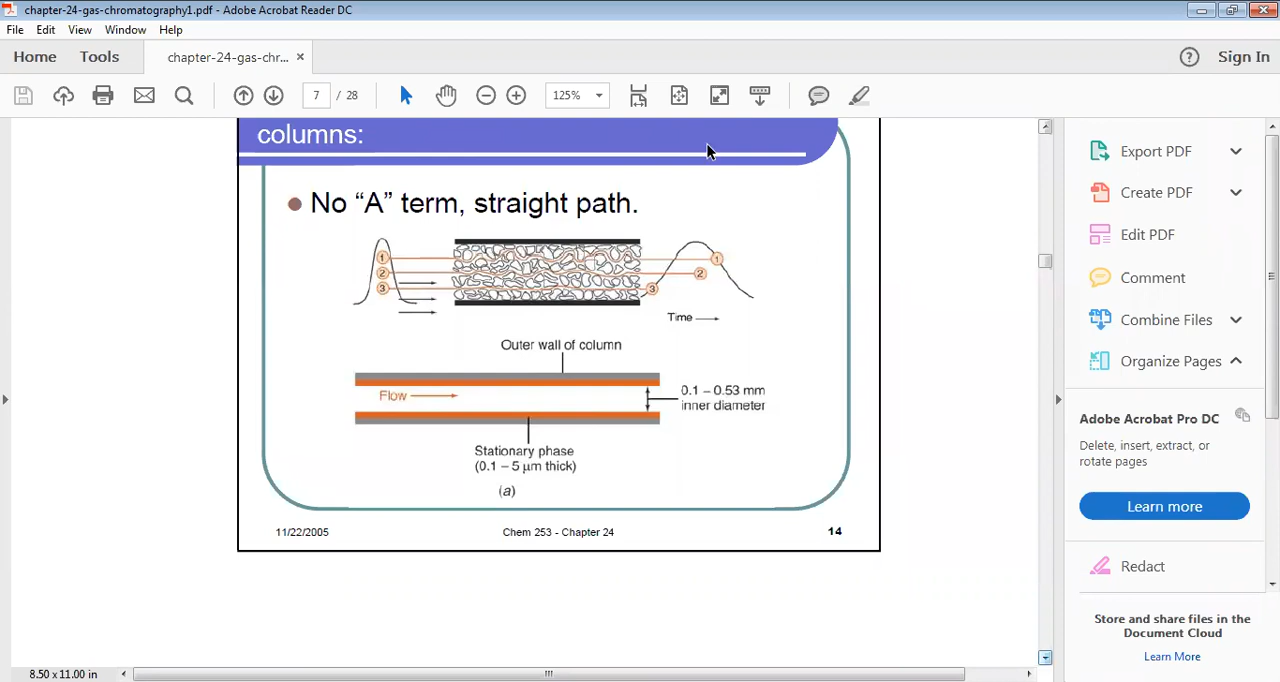 chapter-24-gas-chromatography1.pdf - Adobe Acrobat Reader DC
File Edit View Window Help
Home Tools chapter-24-gas-chr... × ? Sign In
7 / 28 125%
columns:
No “A” term, straight path.
1 1
2 2
3 3
Time
Outer wall of column
Flow
0.1 – 0.53 mm
inner diameter
Stationary phase
(0.1 – 5 µm thick)
(a)
11/22/2005 Chem 253 - Chapter 24 14
8.50 x 11.00 in
Export PDF
Create PDF
Edit PDF
Comment
Combine Files
Organize Pages
Adobe Acrobat Pro DC
Delete, insert, extract, or
rotate pages
Learn more
Redact
Store and share files in the
Document Cloud
Learn More